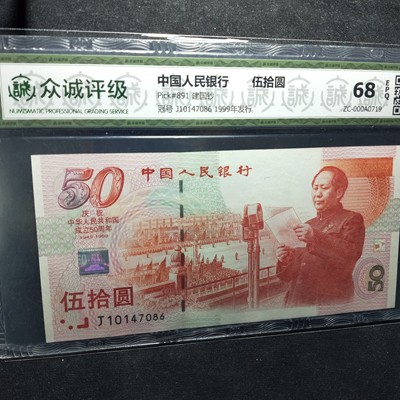 誠 众诚评级
NUMISMATIC PROFESSIONAL GRADING SERVICE
中国人民银行 伍拾圆
Pick#891 建国钞
冠号 J10147086 1999年发行
68 EPQ
ZC-000A0719
50
中国人民银行
庆祝
中华人民共和国
成立50周年
伍拾圆
J10147086
50